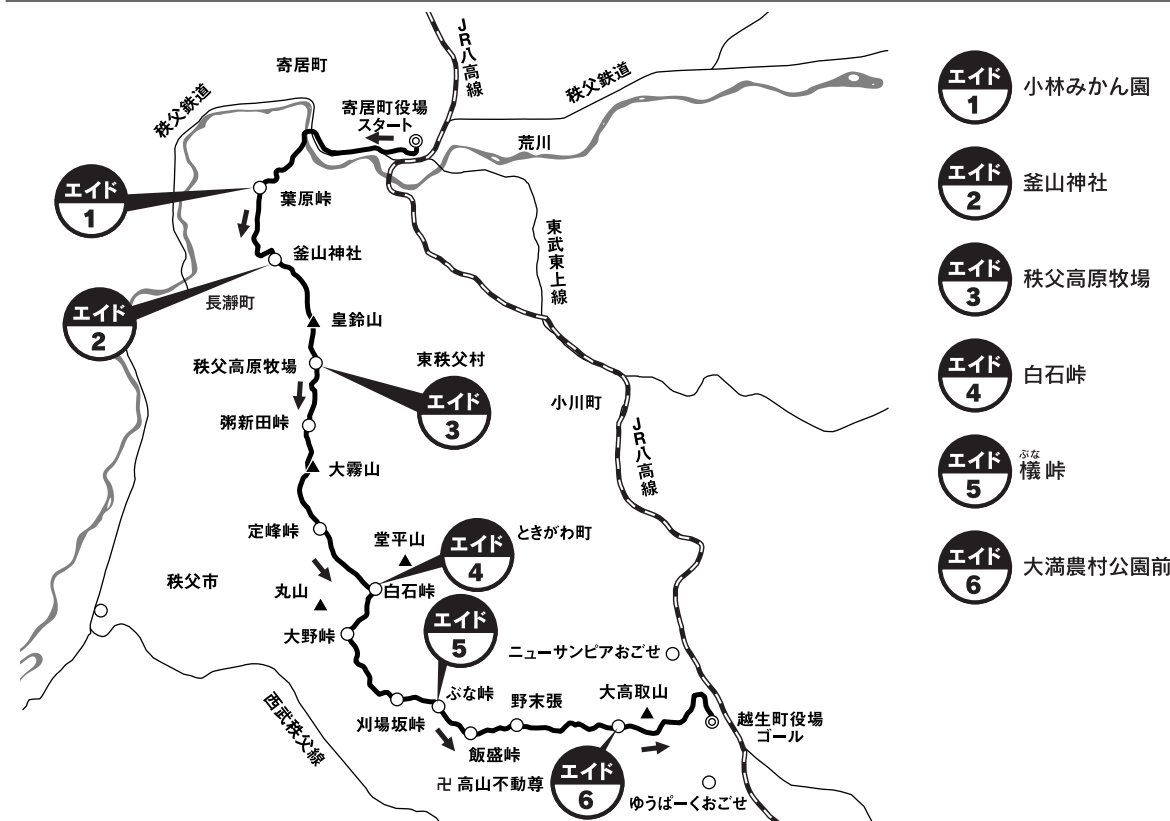 寄居町
JR八高線
秩父鉄道
秩父鉄道
寄居町役場
スタート
荒川
エイド
1
葉原峠
釜山神社
東武東上線
長瀞町
エイド
2
皇鈴山
秩父高原牧場
東秩父村
エイド
3
小川町
粥新田峠
JR八高線
大霧山
定峰峠
堂平山
エイド
4
ときがわ町
秩父市
丸山
白石峠
大野峠
エイド
5
ニューサンピアおごせ
ぶな峠
野末張
大高取山
刈場坂峠
越生町役場
ゴール
西武秩父線
飯盛峠
卍 高山不動尊
エイド
6
ゆうぱーくおごせ
エイド
1
小林みかん園
エイド
2
釜山神社
エイド
3
秩父高原牧場
エイド
4
白石峠
ぶな
エイド
5
檥峠
エイド
6
大満農村公園前